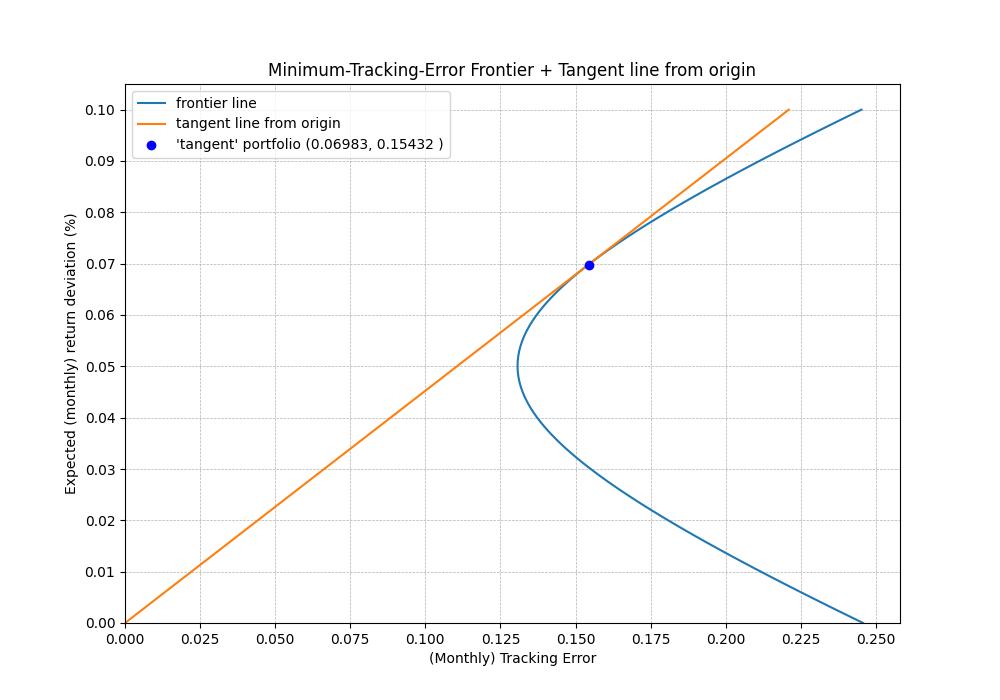 Minimum-Tracking-Error Frontier + Tangent line from origin
frontier line
tangent line from origin
'tangent' portfolio (0.06983, 0.15432 )
Expected (monthly) return deviation (%)
0.10
0.09
0.08
0.07
0.06
0.05
0.04
0.03
0.02
0.01
0.00
0.000 0.025 0.050 0.075 0.100 0.125 0.150 0.175 0.200 0.225 0.250
(Monthly) Tracking Error